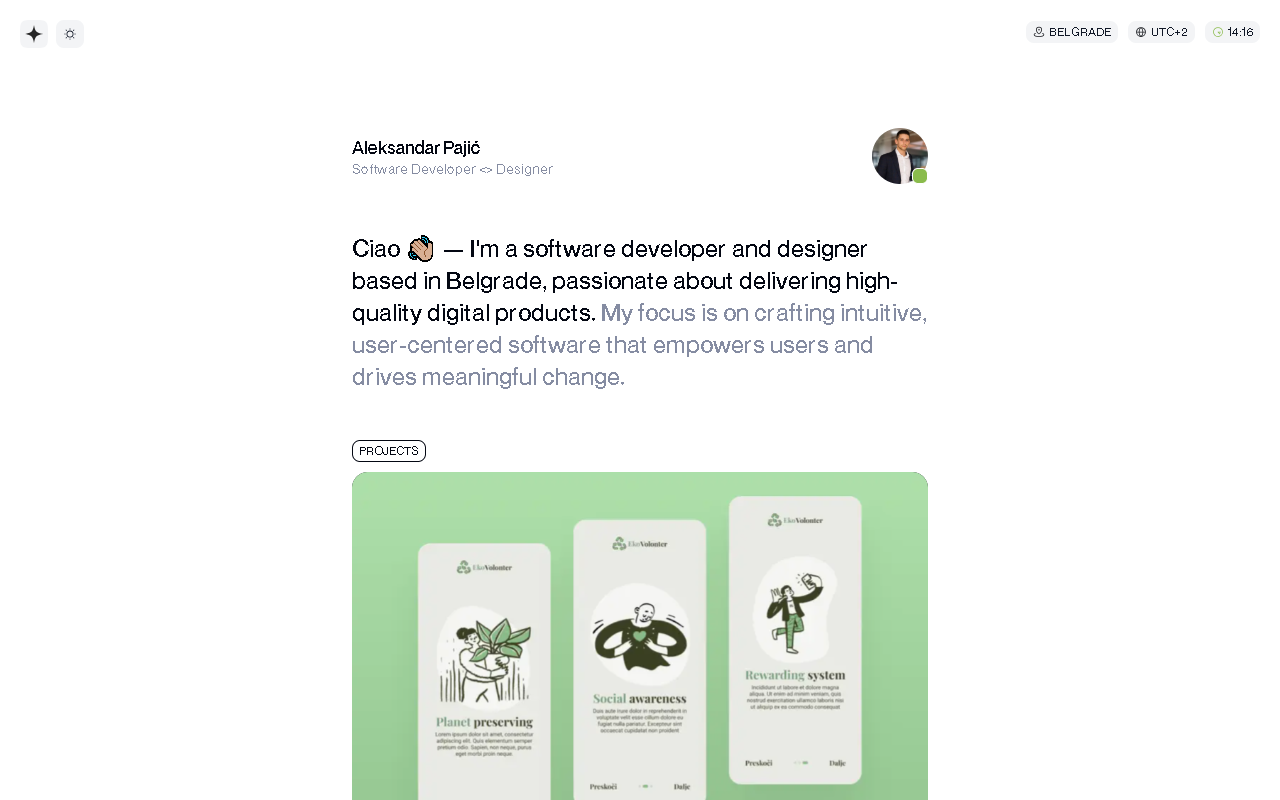 BELGRADE
UTC+2
14:16
Aleksandar Pajić
Software Developer <> Designer
Ciao 👋🏼 — I'm a software developer and designer
based in Belgrade, passionate about delivering high-
quality digital products. My focus is on crafting intuitive,
user-centered software that empowers users and
drives meaningful change.
PROJECTS
EkoVolonter
Planet preserving
Lorem ipsum dolor sit amet, consectetur
adipiscing elit. Quis elementum semper
pretium odio. Sapien, non neque, purus
eget morbi proin neque.
EkoVolonter
Social awareness
Duis aute irure dolor in reprehenderit in
voluptate velit esse cillum dolore eu
fugiat nulla pariatur. Excepteur sint
occaecat cupidatat non proident
Preskoči
Dalje
EkoVolonter
Rewarding system
Incididunt ut labore et dolore magna
aliqua. Ut enim ad minim veniam, quis
nostrud exercitation ullamco laboris nisi
ut aliquip ex ea commodo consequat
Preskoči
Dalje